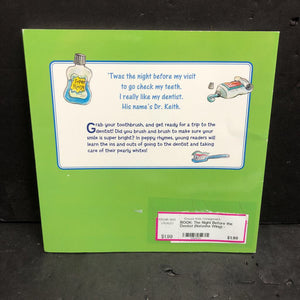 'Twas the night before my visit
to go check my teeth.
I really like my dentist.
His name's Dr. Keith.
Grab your toothbrush, and get ready for a trip to the
dentist! Did you brush and brush to make sure your
smile is super bright? In peppy rhymes, young readers will
learn the ins and outs of going to the dentist and taking
care of their pearly whites!
BOOK: The Night Before the
Dentist (Natasha Wing)
$1.99
$1.99